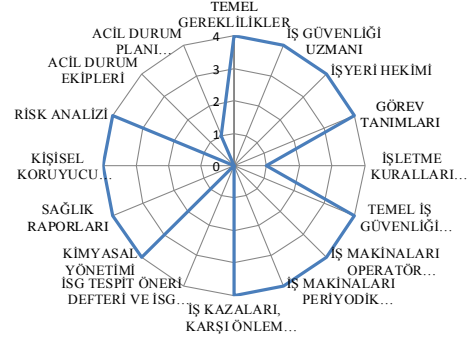 TEMEL
GEREKLİLİKLER
İŞ GÜVENLİĞİ
UZMANI
İŞYERİ HEKİMİ
GÖREV
TANIMLARI
İŞLETME
KURALLARI…
TEMEL İŞ
GÜVENLİĞİ…
İŞ MAKİNALARI
OPERATÖR…
İŞ MAKİNALARI
PERİYODİK…
İŞ KAZALARI,
KARŞI ÖNLEM…
İSG TESPİT ÖNERİ
DEFTERİ VE İSG…
KİMYASAL
YÖNETİMİ
SAĞLIK
RAPORLARI
KİŞİSEL
KORUYUCU…
RİSK ANALİZİ
ACİL DURUM
EKİPLERİ
ACİL DURUM
PLANI…
4
3
2
1
0